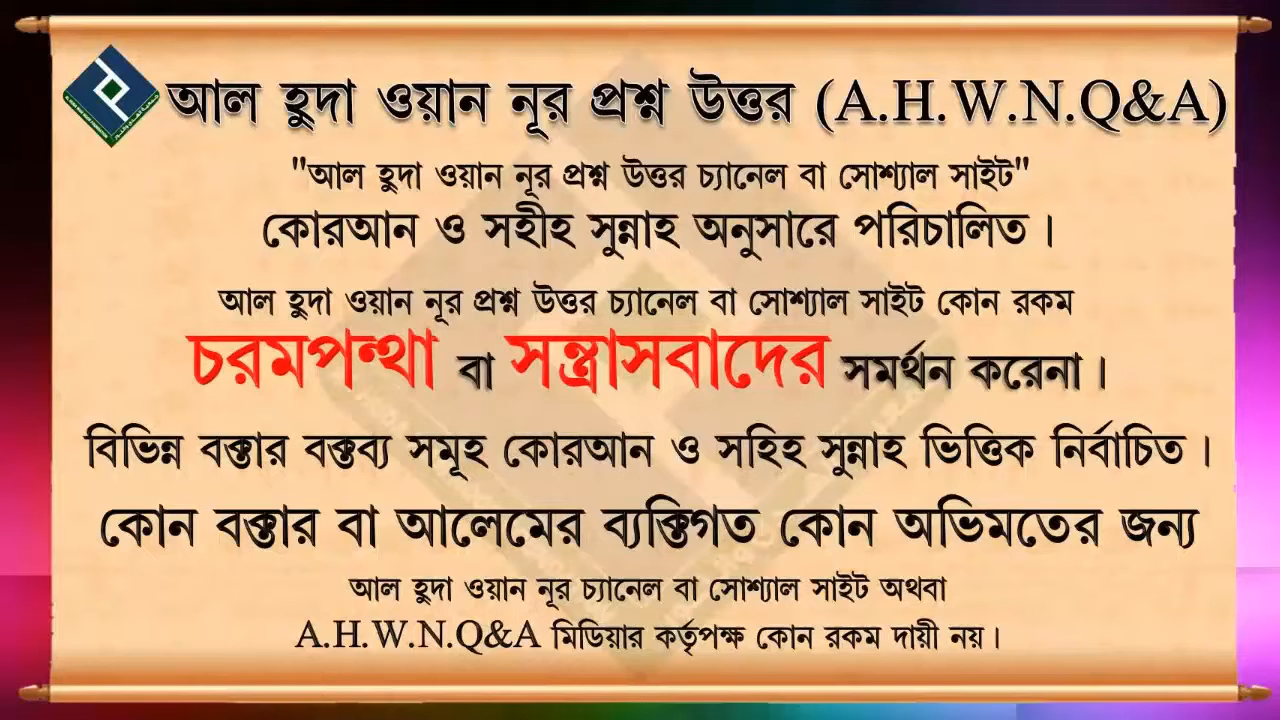 আল হুদা ওয়ান নূর প্রশ্ন উত্তর (A.H.W.N.Q&A)
"আল হুদা ওয়ান নূর প্রশ্ন উত্তর চ্যানেল বা সোশ্যাল সাইট"
কোরআন ও সহীহ সুন্নাহ অনুসারে পরিচালিত ।
আল হুদা ওয়ান নূর প্রশ্ন উত্তর চ্যানেল বা সোশ্যাল সাইট কোন রকম
চরমপন্থা বা সন্ত্রাসবাদের সমর্থন করেনা ।
বিভিন্ন বক্তার বক্তব্য সমূহ কোরআন ও সহিহ সুন্নাহ ভিত্তিক নির্বাচিত ।
কোন বক্তার বা আলেমের ব্যক্তিগত কোন অভিমতের জন্য
আল হুদা ওয়ান নূর চ্যানেল বা সোশ্যাল সাইট অথবা
A.H.W.N.Q&A মিডিয়ার কর্তৃপক্ষ কোন রকম দায়ী নয় ।